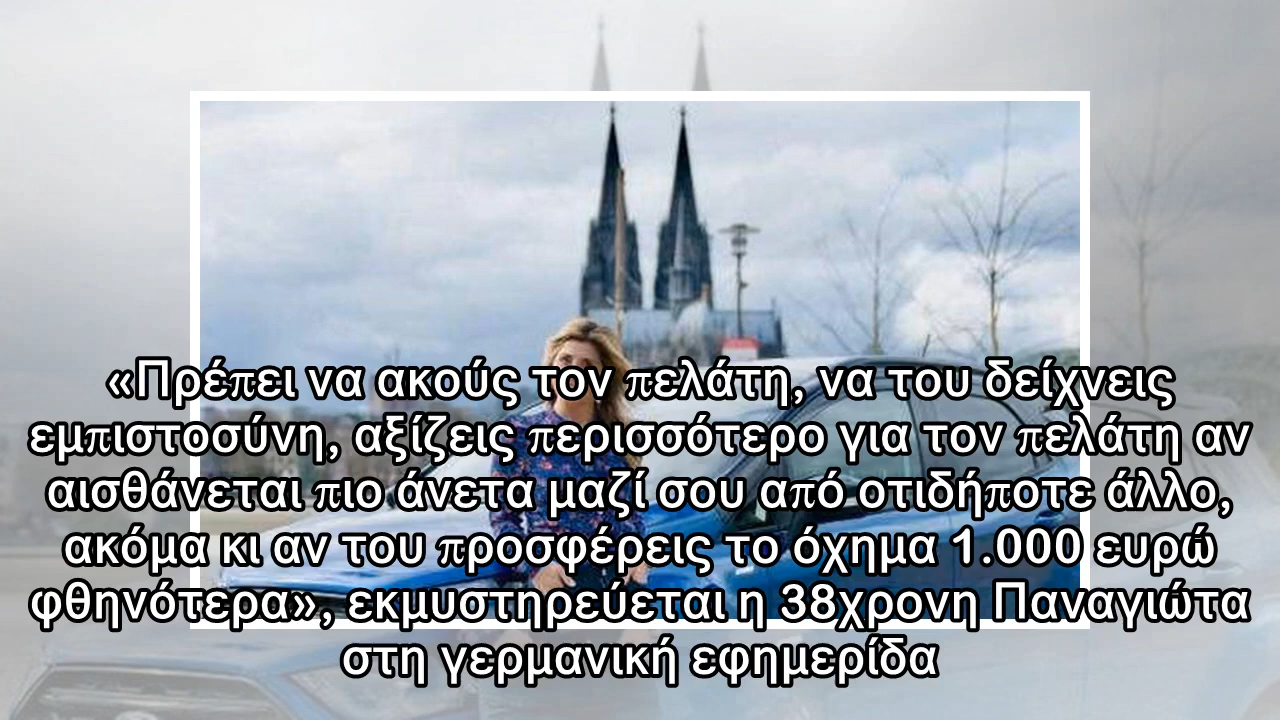 «Πρέπει να ακούς τον πελάτη, να του δείχνεις
εμπιστοσύνη, αξίζεις περισσότερο για τον πελάτη αν
αισθάνεται πιο άνετα μαζί σου από οτιδήποτε άλλο,
ακόμα κι αν του προσφέρεις το όχημα 1.000 ευρώ
φθηνότερα», εκμυστηρεύεται η 38χρονη Παναγιώτα
στη γερμανική εφημερίδα